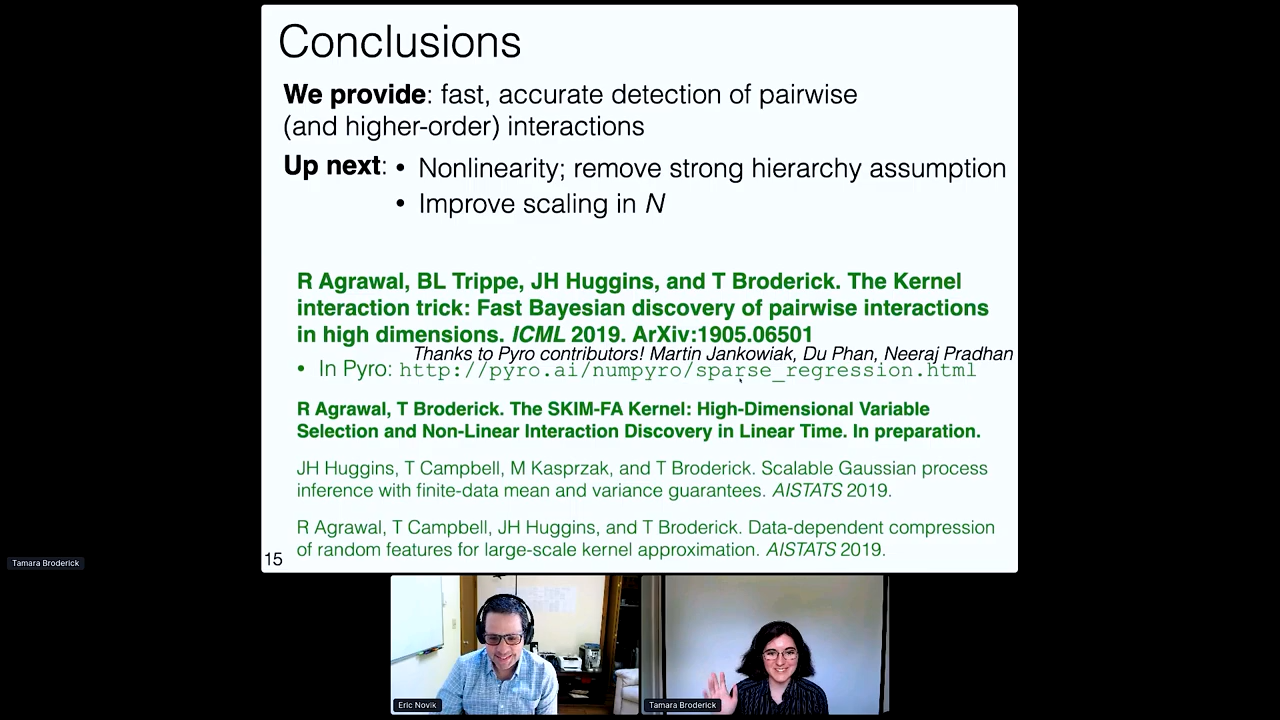 Conclusions
We provide: fast, accurate detection of pairwise
(and higher-order) interactions
Up next: • Nonlinearity; remove strong hierarchy assumption
• Improve scaling in N
R Agrawal, BL Trippe, JH Huggins, and T Broderick. The Kernel
interaction trick: Fast Bayesian discovery of pairwise interactions
in high dimensions. ICML 2019. ArXiv:1905.06501
Thanks to Pyro contributors! Martin Jankowiak, Du Phan, Neeraj Pradhan
• In Pyro: http://pyro.ai/numpyro/sparse_regression.html
R Agrawal, T Broderick. The SKIM-FA Kernel: High-Dimensional Variable
Selection and Non-Linear Interaction Discovery in Linear Time. In preparation.
JH Huggins, T Campbell, M Kasprzak, and T Broderick. Scalable Gaussian process
inference with finite-data mean and variance guarantees. AISTATS 2019.
R Agrawal, T Campbell, JH Huggins, and T Broderick. Data-dependent compression
of random features for large-scale kernel approximation. AISTATS 2019.
15
Tamara Broderick
Eric Novik
Tamara Broderick